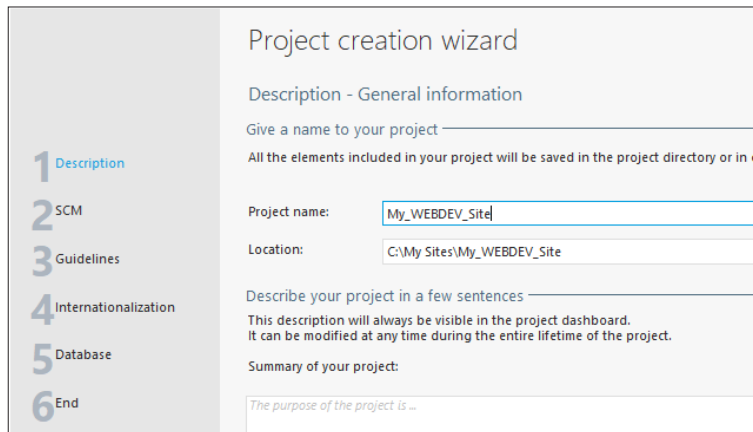 Project creation wizard
Description - General information
Give a name to your project
All the elements included in your project will be saved in the project directory or in
Project name:
My_WEBDEV_Site
Location:
C:\My Sites\My_WEBDEV_Site
Describe your project in a few sentences
This description will always be visible in the project dashboard.
It can be modified at any time during the entire lifetime of the project.
Summary of your project:
The purpose of the project is ...
1 Description
2 SCM
3 Guidelines
4 Internationalization
5 Database
6 End